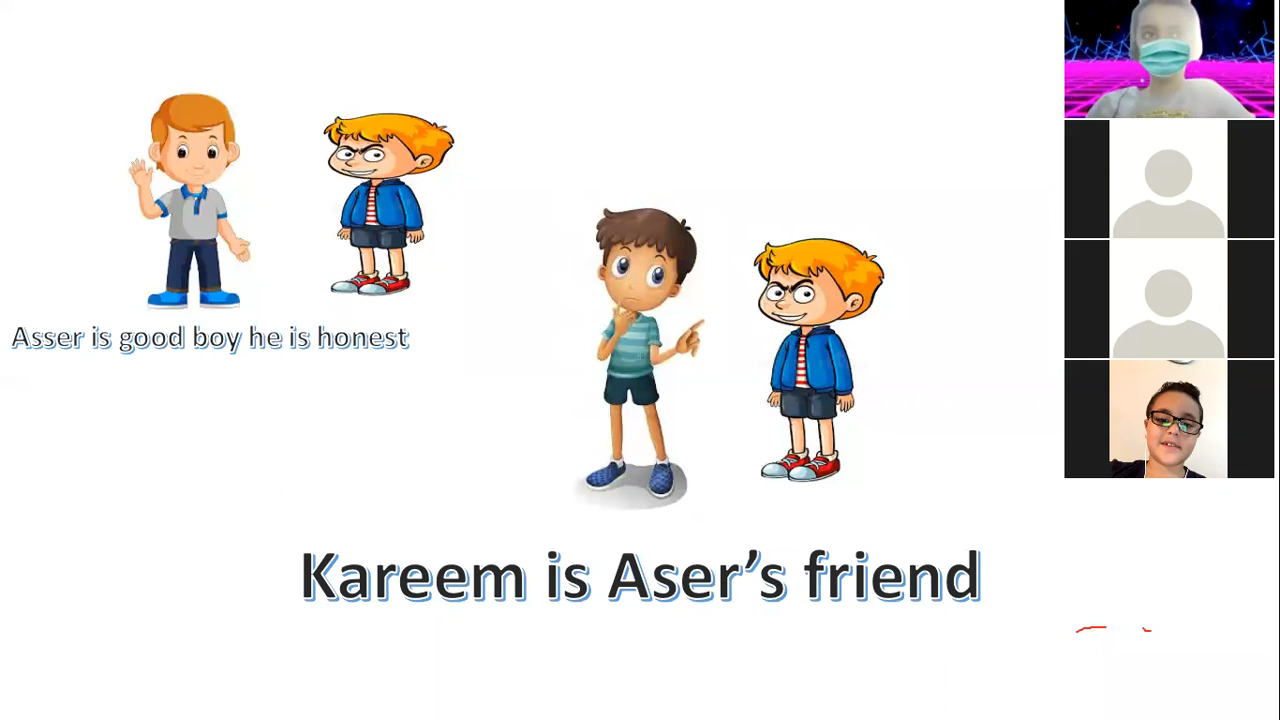 Asser is good boy he is honest
Kareem is Aser’s friend